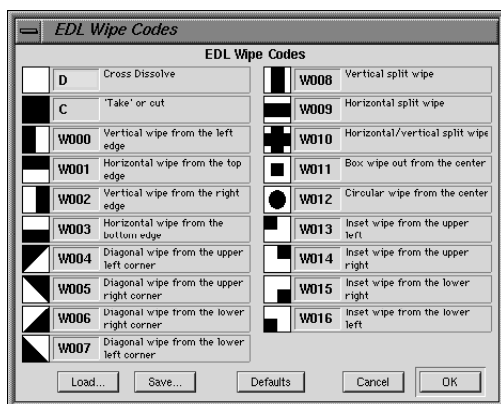 EDL Wipe Codes
EDL Wipe Codes
D Cross Dissolve
C 'Take' or cut
W000 Vertical wipe from the left
edge
W001 Horizontal wipe from the top
edge
W002 Vertical wipe from the right
edge
W003 Horizontal wipe from the
bottom edge
W004 Diagonal wipe from the upper
left corner
W005 Diagonal wipe from the upper
right corner
W006 Diagonal wipe from the lower
right corner
W007 Diagonal wipe from the lower
left corner
W008 Vertical split wipe
W009 Horizontal split wipe
W010 Horizontal/vertical split wipe
W011 Box wipe out from the center
W012 Circular wipe from the center
W013 Inset wipe from the upper
left
W014 Inset wipe from the upper
right
W015 Inset wipe from the lower
right
W016 Inset wipe from the lower
left
Load... Save... Defaults Cancel OK